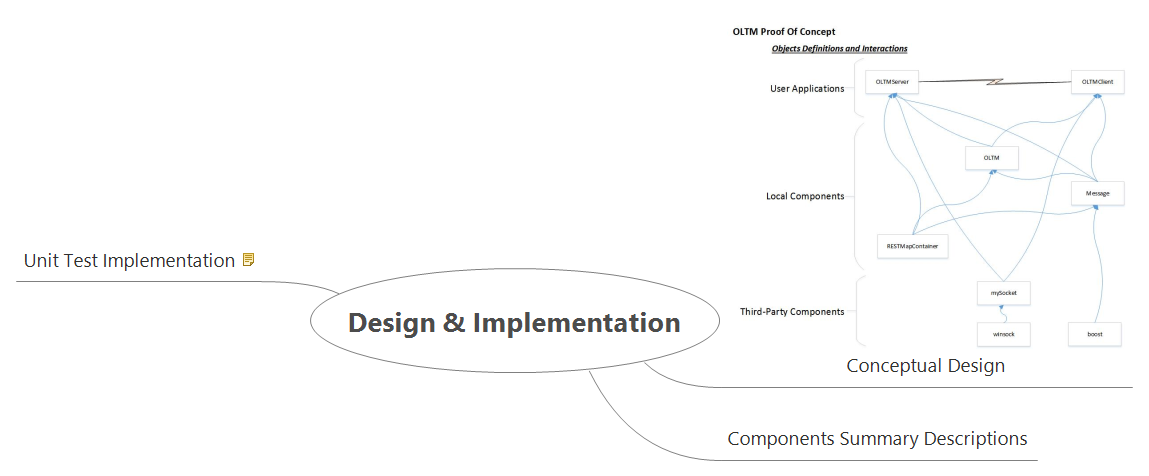 OLTM Proof Of Concept
Objects Definitions and Interactions
User Applications
OLTMServer
OLTMClient
OLTM
Local Components
Message
RESTMapContainer
Unit Test Implementation
mySocket
Third-Party Components
Design & Implementation
winsock
boost
Conceptual Design
Components Summary Descriptions